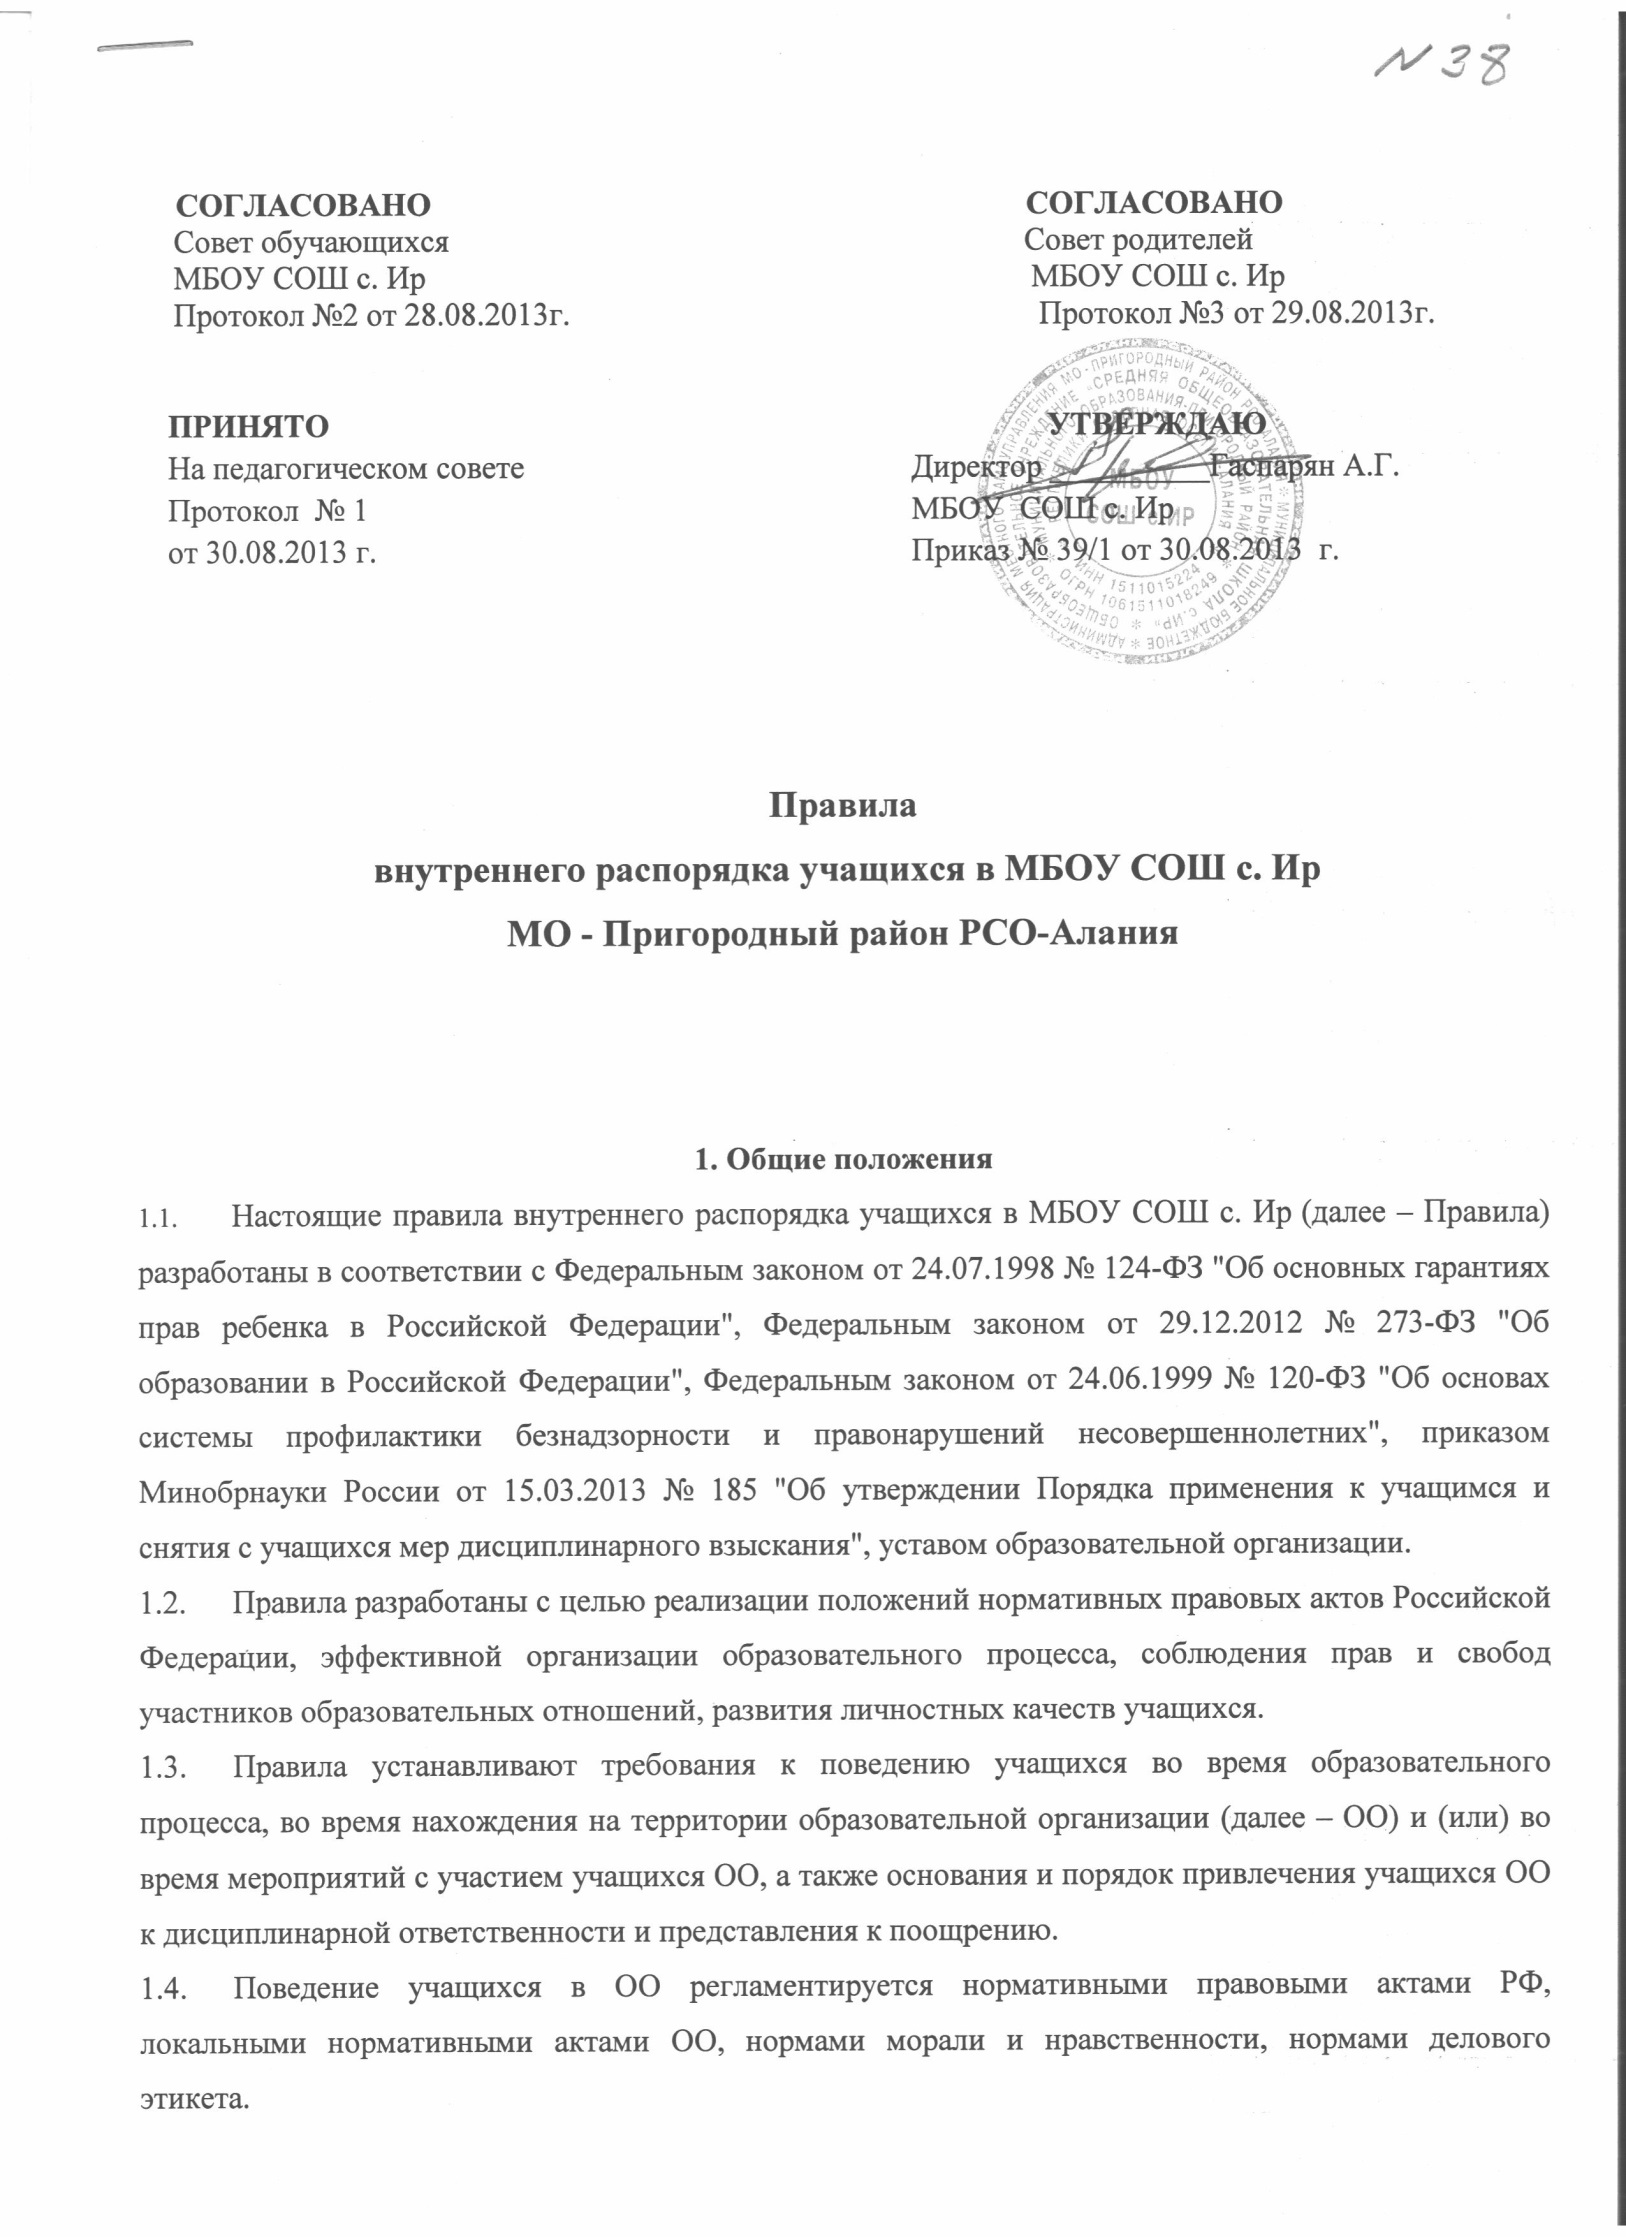 N 38
СОГЛАСОВАНО
Совет обучающихся
МБОУ СОШ с. Ир
Протокол №2 от 28.08.2013г.
СОГЛАСОВАНО
Совет родителей
МБОУ СОШ с. Ир
Протокол №3 от 29.08.2013г.
ПРИНЯТО
На педагогическом совете
Протокол № 1
от 30.08.2013 г.
УТВЕРЖДАЮ
Директор Гаспарян А.Г.
МБОУ СОШ с. Ир
Приказ № 39/1 от 30.08.2013 г.
МБОУ
СОШ с.ИР
ИНН 1511015224
ОГРН 1061511018249
Правила
внутреннего распорядка учащихся в МБОУ СОШ с. Ир
МО - Пригородный район РСО-Алания
1. Общие положения
1.1. Настоящие правила внутреннего распорядка учащихся в МБОУ СОШ с. Ир (далее – Правила)
разработаны в соответствии с Федеральным законом от 24.07.1998 № 124-ФЗ "Об основных гарантиях
прав ребенка в Российской Федерации", Федеральным законом от 29.12.2012 № 273-ФЗ "Об
образовании в Российской Федерации", Федеральным законом от 24.06.1999 № 120-ФЗ "Об основах
системы профилактики безнадзорности и правонарушений несовершеннолетних", приказом
Минобрнауки России от 15.03.2013 № 185 "Об утверждении Порядка применения к учащимся и
снятия с учащихся мер дисциплинарного взыскания", уставом образовательной организации.
1.2. Правила разработаны с целью реализации положений нормативных правовых актов Российской
Федерации, эффективной организации образовательного процесса, соблюдения прав и свобод
участников образовательных отношений, развития личностных качеств учащихся.
1.3. Правила устанавливают требования к поведению учащихся во время образовательного
процесса, во время нахождения на территории образовательной организации (далее – ОО) и (или) во
время мероприятий с участием учащихся ОО, а также основания и порядок привлечения учащихся ОО
к дисциплинарной ответственности и представления к поощрению.
1.4. Поведение учащихся в ОО регламентируется нормативными правовыми актами РФ,
локальными нормативными актами ОО, нормами морали и нравственности, нормами делового
этикета.